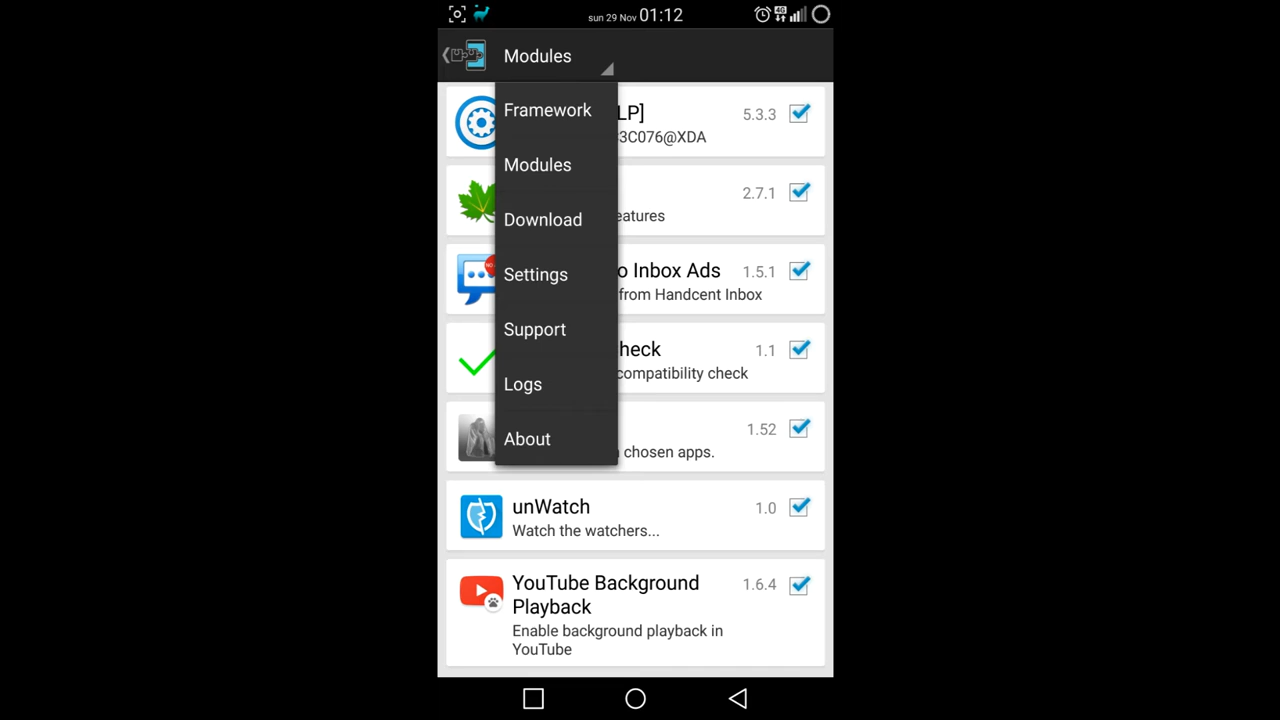 sun 29 Nov 01:12
4G
Modules
Framework
Modules
Download
Settings
Support
Logs
About
LP]
5.3.3
3C076@XDA
2.7.1
eatures
o Inbox Ads
1.5.1
from Handcent Inbox
heck
1.1
compatibility check
1.52
chosen apps.
unWatch
1.0
Watch the watchers...
YouTube Background
1.6.4
Playback
Enable background playback in
YouTube